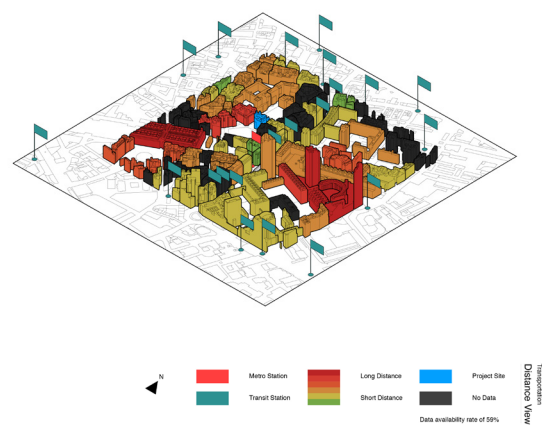 N
Metro Station
Long Distance
Project Site
Transit Station
Short Distance
No Data
Data availability rate of 59%
Transportation
Distance View